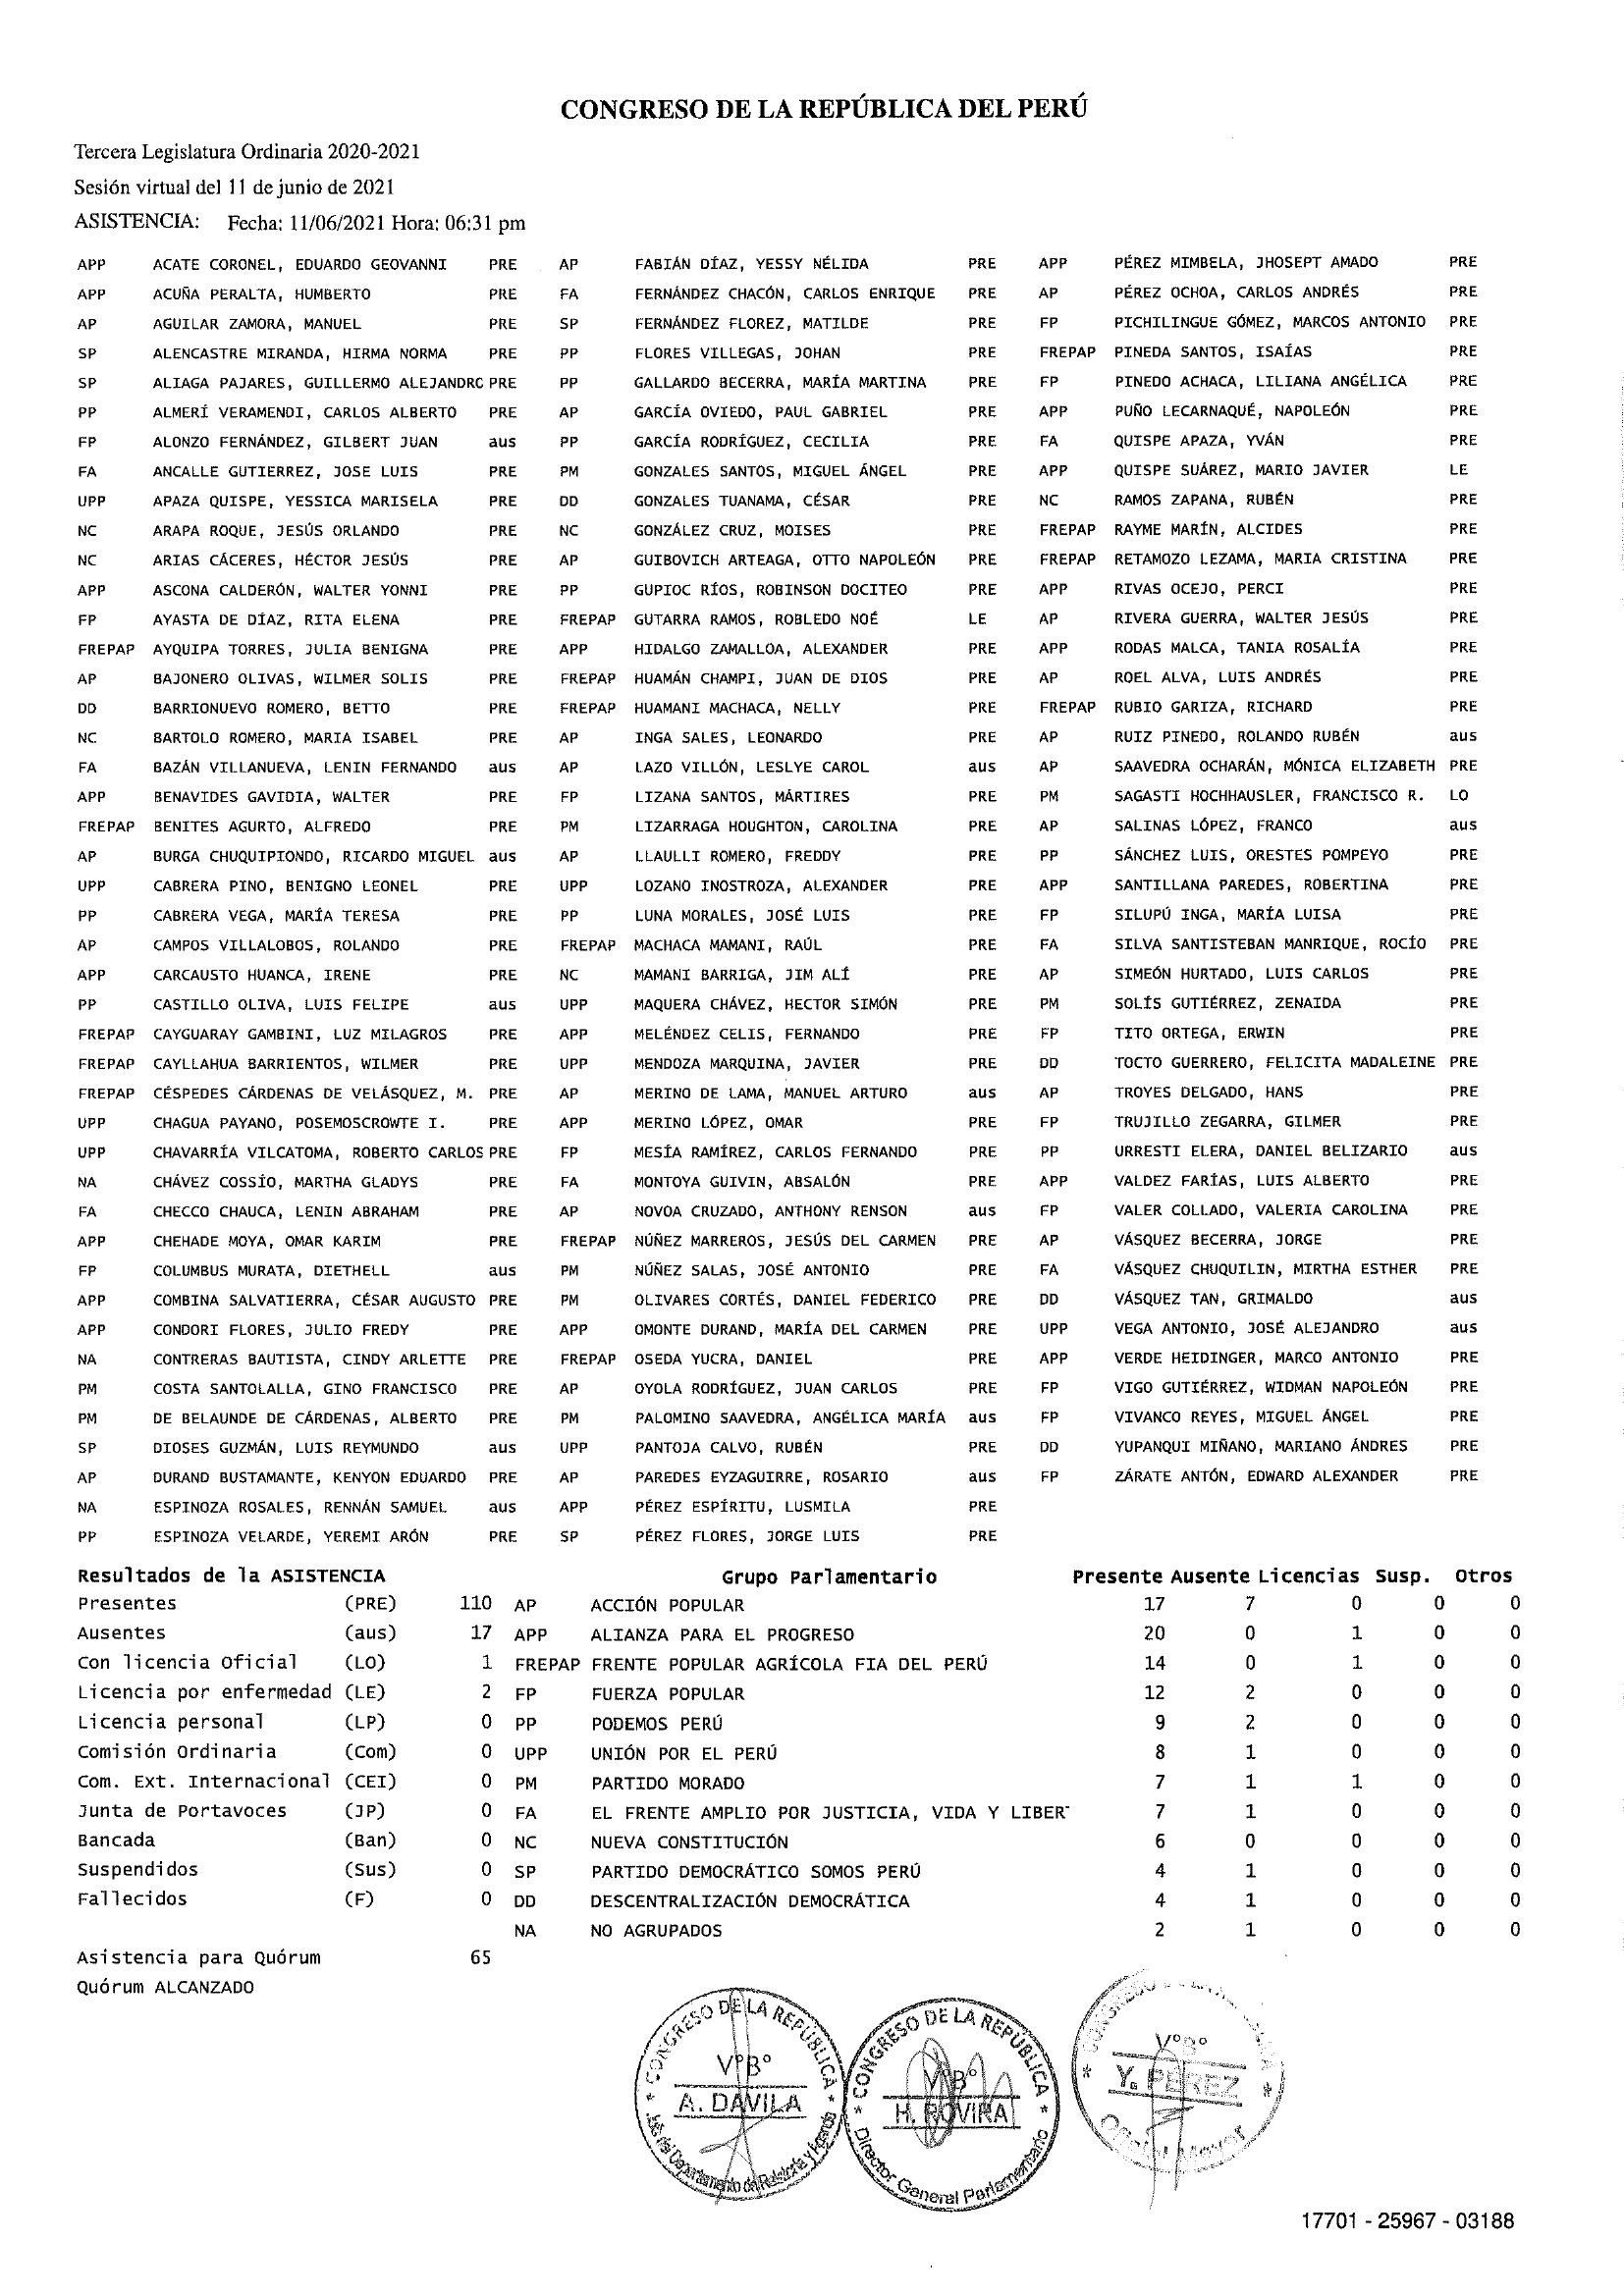 CONGRESO DE LA REPÚBLICA DEL PERÚ
Tercera Legislatura Ordinaria 2020-2021
Sesión virtual del 11 de junio de 2021
ASISTENCIA: Fecha: 11/06/2021 Hora: 06:31 pm
APP ACATE CORONEL, EDUARDO GEOVANNI PRE AP FABIÁN DÍAZ, YESSY NÉLIDA PRE APP PÉREZ MIMBELA, JHOSEPT AMADO PRE
APP ACUÑA PERALTA, HUMBERTO PRE FA FERNÁNDEZ CHACÓN, CARLOS ENRIQUE PRE AP PÉREZ OCHOA, CARLOS ANDRÉS PRE
AP AGUILAR ZAMORA, MANUEL PRE SP FERNÁNDEZ FLOREZ, MATILDE PRE FP PICHILINGUE GÓMEZ, MARCOS ANTONIO PRE
SP ALENCASTRE MIRANDA, HIRMA NORMA PRE PP FLORES VILLEGAS, JOHAN PRE FREPAP PINEDA SANTOS, ISAÍAS PRE
SP ALIAGA PAJARES, GUILLERMO ALEJANDRO PRE PP GALLARDO BECERRA, MARÍA MARTINA PRE FP PINEDO ACHACA, LILIANA ANGÉLICA PRE
PP ALMERÍ VERAMENDI, CARLOS ALBERTO PRE AP GARCÍA OVIEDO, PAUL GABRIEL PRE APP PUÑO LECARNAQUÉ, NAPOLEÓN PRE
FP ALONZO FERNÁNDEZ, GILBERT JUAN aus PP GARCÍA RODRÍGUEZ, CECILIA PRE FA QUISPE APAZA, YVÁN PRE
FA ANCALLE GUTIERREZ, JOSE LUIS PRE PM GONZALES SANTOS, MIGUEL ÁNGEL PRE APP QUISPE SUÁREZ, MARIO JAVIER LE
UPP APAZA QUISPE, YESSICA MARISELA PRE DD GONZALES TUANAMA, CÉSAR PRE NC RAMOS ZAPANA, RUBÉN PRE
NC ARAPA ROQUE, JESÚS ORLANDO PRE NC GONZÁLEZ CRUZ, MOISES PRE FREPAP RAYME MARÍN, ALCIDES PRE
NC ARIAS CÁCERES, HÉCTOR JESÚS PRE AP GUIBOVICH ARTEAGA, OTTO NAPOLEÓN PRE FREPAP RETAMOZO LEZAMA, MARIA CRISTINA PRE
APP ASCONA CALDERÓN, WALTER YONNI PRE PP GUPIOC RÍOS, ROBINSON DOCITEO PRE APP RIVAS OCEJO, PERCI PRE
FP AYASTA DE DÍAZ, RITA ELENA PRE FREPAP GUTARRA RAMOS, ROBLEDO NOÉ LE AP RIVERA GUERRA, WALTER JESÚS PRE
FREPAP AYQUIPA TORRES, JULIA BENIGNA PRE APP HIDALGO ZAMALLOA, ALEXANDER PRE APP RODAS MALCA, TANIA ROSALÍA PRE
AP BAJONERO OLIVAS, WILMER SOLIS PRE FREPAP HUAMÁN CHAMPI, JUAN DE DIOS PRE AP ROEL ALVA, LUIS ANDRÉS PRE
DD BARRIONUEVO ROMERO, BETTO PRE FREPAP HUAMANI MACHACA, NELLY PRE FREPAP RUBIO GARIZA, RICHARD PRE
NC BARTOLO ROMERO, MARIA ISABEL PRE AP INGA SALES, LEONARDO PRE AP RUIZ PINEDO, ROLANDO RUBÉN aus
FA BAZÁN VILLANUEVA, LENIN FERNANDO aus AP LAZO VILLÓN, LESLYE CAROL aus AP SAAVEDRA OCHARÁN, MÓNICA ELIZABETH PRE
APP BENAVIDES GAVIDIA, WALTER PRE FP LIZANA SANTOS, MÁRTIRES PRE PM SAGASTI HOCHHAUSLER, FRANCISCO R. LO
FREPAP BENITES AGURTO, ALFREDO PRE PM LIZARRAGA HOUGHTON, CAROLINA PRE AP SALINAS LÓPEZ, FRANCO aus
AP BURGA CHUQUIPIONDO, RICARDO MIGUEL aus AP LLAULLI ROMERO, FREDDY PRE PP SÁNCHEZ LUIS, ORESTES POMPEYO PRE
UPP CABRERA PINO, BENIGNO LEONEL PRE UPP LOZANO INOSTROZA, ALEXANDER PRE APP SANTILLANA PAREDES, ROBERTINA PRE
PP CABRERA VEGA, MARÍA TERESA PRE PP LUNA MORALES, JOSÉ LUIS PRE FP SILUPÚ INGA, MARÍA LUISA PRE
AP CAMPOS VILLALOBOS, ROLANDO PRE FREPAP MACHACA MAMANI, RAÚL PRE FA SILVA SANTISTEBAN MANRIQUE, ROCÍO PRE
APP CARCAUSTO HUANCA, IRENE PRE NC MAMANI BARRIGA, JIM ALÍ PRE AP SIMEÓN HURTADO, LUIS CARLOS PRE
PP CASTILLO OLIVA, LUIS FELIPE aus UPP MAQUERA CHÁVEZ, HECTOR SIMÓN PRE PM SOLÍS GUTIÉRREZ, ZENAIDA PRE
FREPAP CAYGUARAY GAMBINI, LUZ MILAGROS PRE APP MELÉNDEZ CELIS, FERNANDO PRE FP TITO ORTEGA, ERWIN PRE
FREPAP CAYLLAHUA BARRIENTOS, WILMER PRE UPP MENDOZA MARQUINA, JAVIER PRE DD TOCTO GUERRERO, FELICITA MADALEINE PRE
FREPAP CÉSPEDES CÁRDENAS DE VELÁSQUEZ, M. PRE AP MERINO DE LAMA, MANUEL ARTURO aus AP TROYES DELGADO, HANS PRE
UPP CHAGUA PAYANO, POSEMOSCROWTE I. PRE APP MERINO LÓPEZ, OMAR PRE FP TRUJILLO ZEGARRA, GILMER PRE
UPP CHAVARRÍA VILCATOMA, ROBERTO CARLOS PRE FP MESÍA RAMÍREZ, CARLOS FERNANDO PRE PP URRESTI ELERA, DANIEL BELIZARIO aus
NA CHÁVEZ COSSÍO, MARTHA GLADYS PRE FA MONTOYA GUIVIN, ABSALÓN PRE APP VALDEZ FARÍAS, LUIS ALBERTO PRE
FA CHECCO CHAUCA, LENIN ABRAHAM PRE AP NOVOA CRUZADO, ANTHONY RENSON aus FP VALER COLLADO, VALERIA CAROLINA PRE
APP CHEHADE MOYA, OMAR KARIM PRE FREPAP NÚÑEZ MARREROS, JESÚS DEL CARMEN PRE AP VÁSQUEZ BECERRA, JORGE PRE
FP COLUMBUS MURATA, DIETHELL aus PM NÚÑEZ SALAS, JOSÉ ANTONIO PRE FA VÁSQUEZ CHUQUILIN, MIRTHA ESTHER PRE
APP COMBINA SALVATIERRA, CÉSAR AUGUSTO PRE PM OLIVARES CORTÉS, DANIEL FEDERICO PRE DD VÁSQUEZ TAN, GRIMALDO aus
APP CONDORI FLORES, JULIO FREDY PRE APP OMONTE DURAND, MARÍA DEL CARMEN PRE UPP VEGA ANTONIO, JOSÉ ALEJANDRO aus
NA CONTRERAS BAUTISTA, CINDY ARLETTE PRE FREPAP OSEDA YUCRA, DANIEL PRE APP VERDE HEIDINGER, MARCO ANTONIO PRE
PM COSTA SANTOLALLA, GINO FRANCISCO PRE AP OYOLA RODRÍGUEZ, JUAN CARLOS PRE FP VIGO GUTIÉRREZ, WIDMAN NAPOLEÓN PRE
PM DE BELAUNDE DE CÁRDENAS, ALBERTO PRE PM PALOMINO SAAVEDRA, ANGÉLICA MARÍA aus FP VIVANCO REYES, MIGUEL ÁNGEL PRE
SP DIOSES GUZMÁN, LUIS REYMUNDO aus UPP PANTOJA CALVO, RUBÉN PRE DD YUPANQUI MIÑANO, MARIANO ÁNDRES PRE
AP DURAND BUSTAMANTE, KENYON EDUARDO PRE AP PAREDES EYZAGUIRRE, ROSARIO aus FP ZÁRATE ANTÓN, EDWARD ALEXANDER PRE
NA ESPINOZA ROSALES, RENNÁN SAMUEL aus APP PÉREZ ESPÍRITU, LUSMILA PRE
PP ESPINOZA VELARDE, YEREMI ARÓN PRE SP PÉREZ FLORES, JORGE LUIS PRE
Resultados de la ASISTENCIA Grupo Parlamentario Presente Ausente Licencias Susp. Otros
Presentes (PRE) 110 AP ACCIÓN POPULAR 17 7 0 0 0
Ausentes (aus) 17 APP ALIANZA PARA EL PROGRESO 20 0 1 0 0
Con licencia Oficial (LO) 1 FREPAP FRENTE POPULAR AGRÍCOLA FIA DEL PERÚ 14 0 1 0 0
Licencia por enfermedad (LE) 2 FP FUERZA POPULAR 12 2 0 0 0
Licencia personal (LP) 0 PP PODEMOS PERÚ 9 2 0 0 0
Comisión Ordinaria (Com) 0 UPP UNIÓN POR EL PERÚ 8 1 0 0 0
Com. Ext. Internacional (CEI) 0 PM PARTIDO MORADO 7 1 1 0 0
Junta de Portavoces (JP) 0 FA EL FRENTE AMPLIO POR JUSTICIA, VIDA Y LIBER 7 1 0 0 0
Bancada (Ban) 0 NC NUEVA CONSTITUCIÓN 6 0 0 0 0
Suspendidos (Sus) 0 SP PARTIDO DEMOCRÁTICO SOMOS PERÚ 4 1 0 0 0
Fallecidos (F) 0 DD DESCENTRALIZACIÓN DEMOCRÁTICA 4 1 0 0 0
NA NO AGRUPADOS 2 1 0 0 0
Asistencia para Quórum 65
Quórum ALCANZADO
* CONGRESO DE LA REPÚBLICA *
V°B°
A. DAVILA
Jefe del Departamento de Relatoría y Agenda
* CONGRESO DE LA REPÚBLICA *
V°B°
H. ROVIRA
Director General Parlamentario
V°B°
Y. PEREZ
17701 - 25967 - 03188